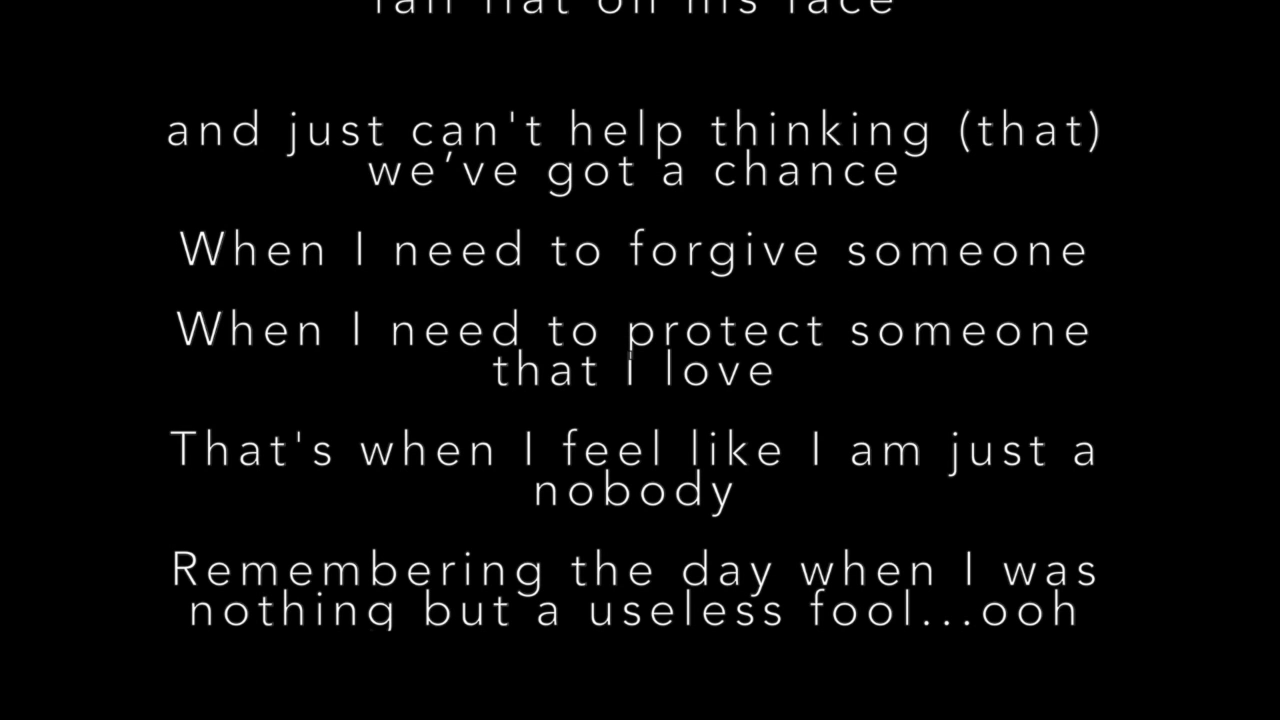 fall flat on his face
and just can't help thinking (that)
we’ve got a chance
When I need to forgive someone
When I need to protect someone
that I love
That's when I feel like I am just a
nobody
Remembering the day when I was
nothing but a useless fool...ooh